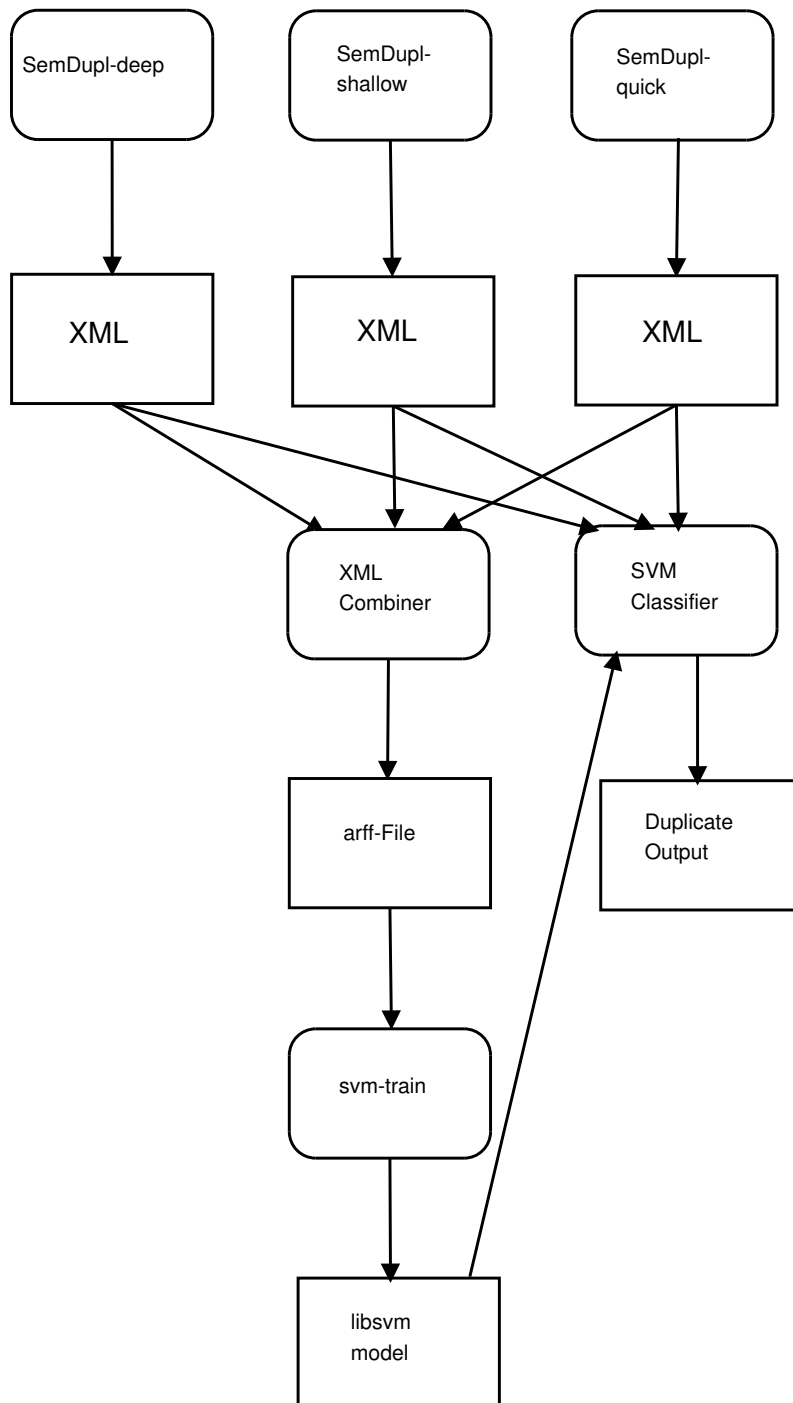 SemDupl-deep
SemDupl-
shallow
SemDupl-
quick
XML
XML
XML
XML
Combiner
SVM
Classifier
arff-File
Duplicate
Output
svm-train
libsvm
model